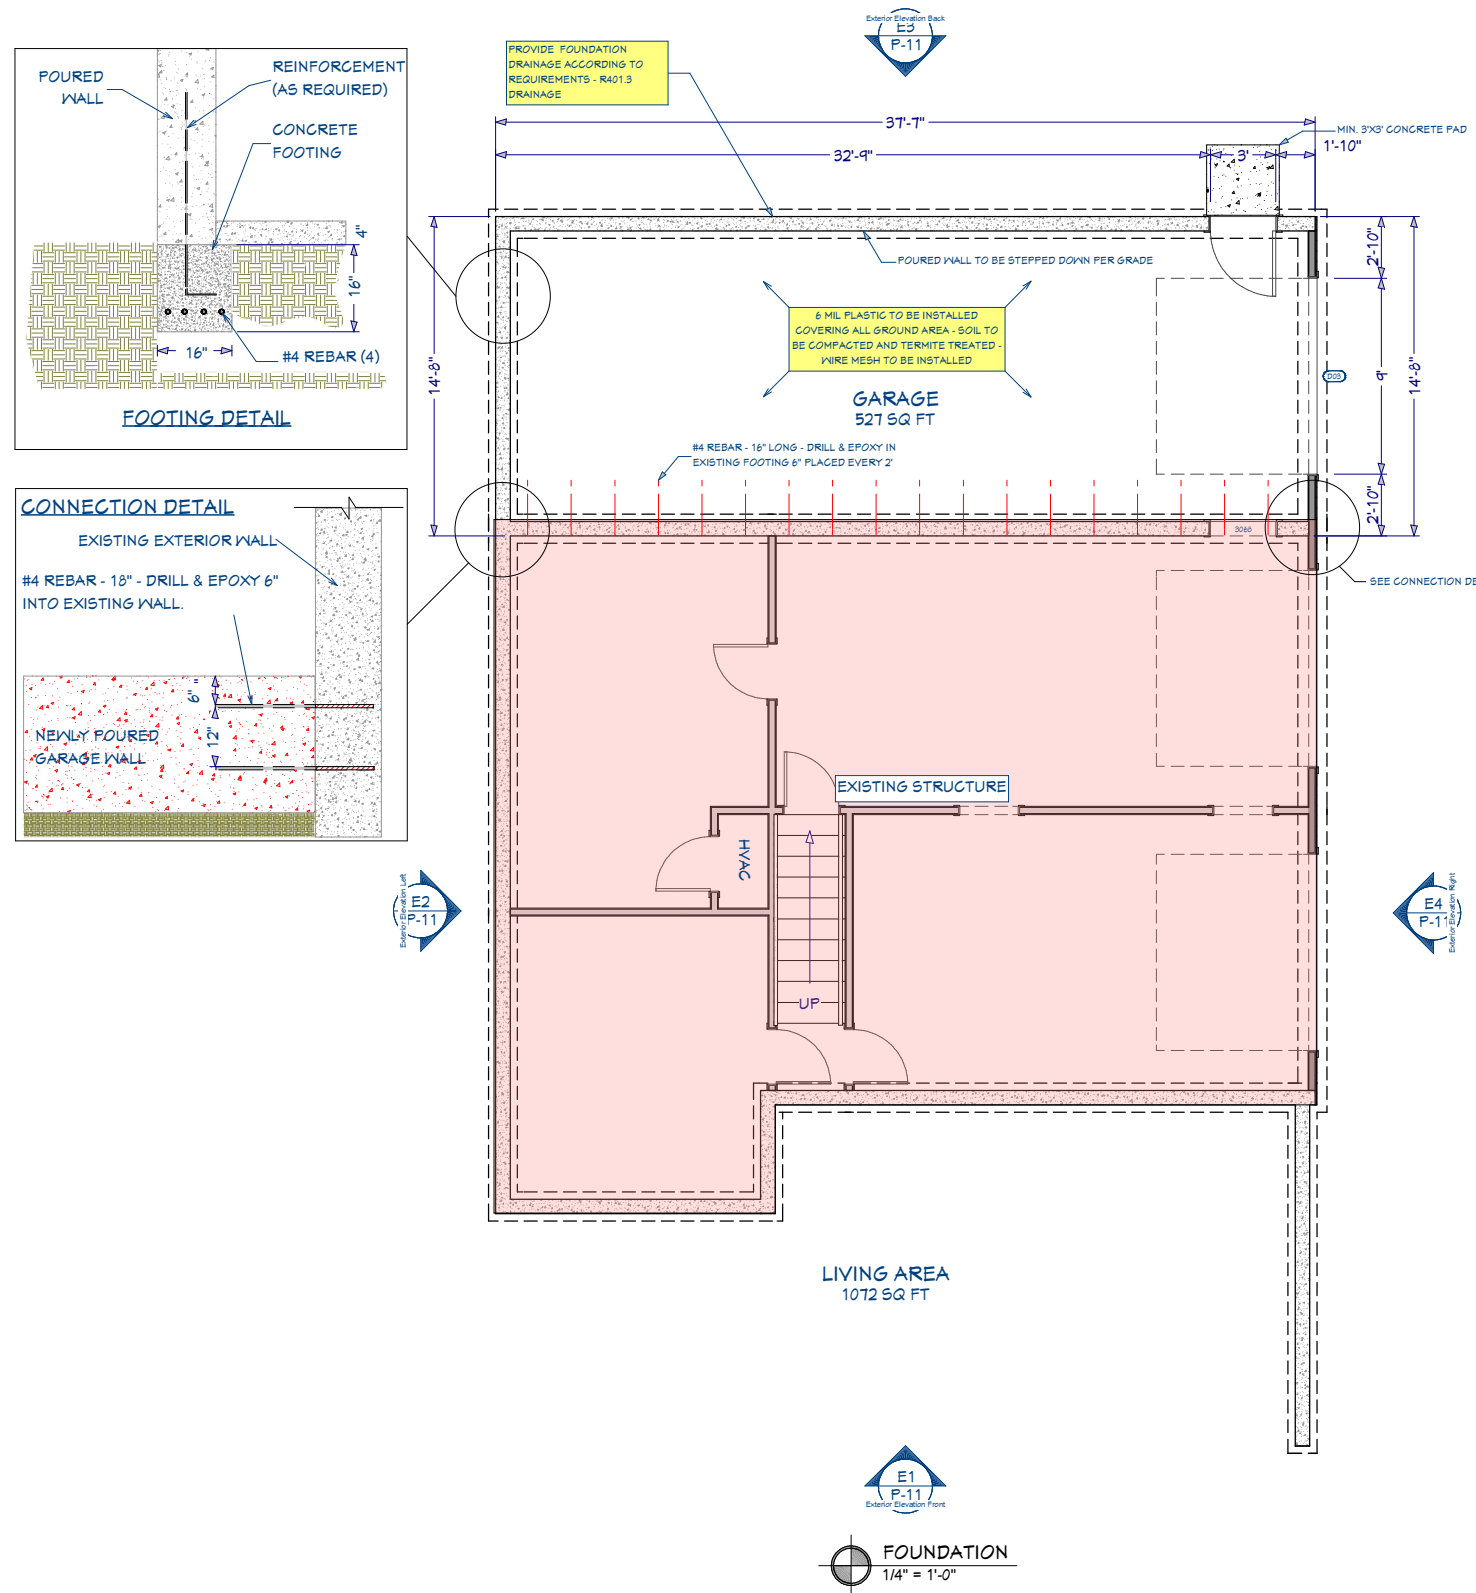 Exterior Elevation Back
E3
P-11
POURED
WALL
REINFORCEMENT
(AS REQUIRED)
CONCRETE
FOOTING
4"
16"
16"
#4 REBAR (4)
FOOTING DETAIL
PROVIDE FOUNDATION
DRAINAGE ACCORDING TO
REQUIREMENTS - R401.3
DRAINAGE
37'-7"
32'-9"
3'
1'-10"
MIN. 3'X3' CONCRETE PAD
POURED WALL TO BE STEPPED DOWN PER GRADE
6 MIL PLASTIC TO BE INSTALLED
COVERING ALL GROUND AREA - SOIL TO
BE COMPACTED AND TERMITE TREATED -
WIRE MESH TO BE INSTALLED
GARAGE
527 SQ FT
14'-8"
2'-10"
9'
2'-10"
14'-8"
D03
#4 REBAR - 16" LONG - DRILL & EPOXY IN
EXISTING FOOTING 6" PLACED EVERY 2'
3068
SEE CONNECTION DE
CONNECTION DETAIL
EXISTING EXTERIOR WALL
#4 REBAR - 18" - DRILL & EPOXY 6"
INTO EXISTING WALL.
6"
12"
NEWLY POURED
GARAGE WALL
EXISTING STRUCTURE
HVAC
UP
Exterior Elevation Left
E2
P-11
E4
P-11
Exterior Elevation Right
LIVING AREA
1072 SQ FT
E1
P-11
Exterior Elevation Front
FOUNDATION
1/4" = 1'-0"